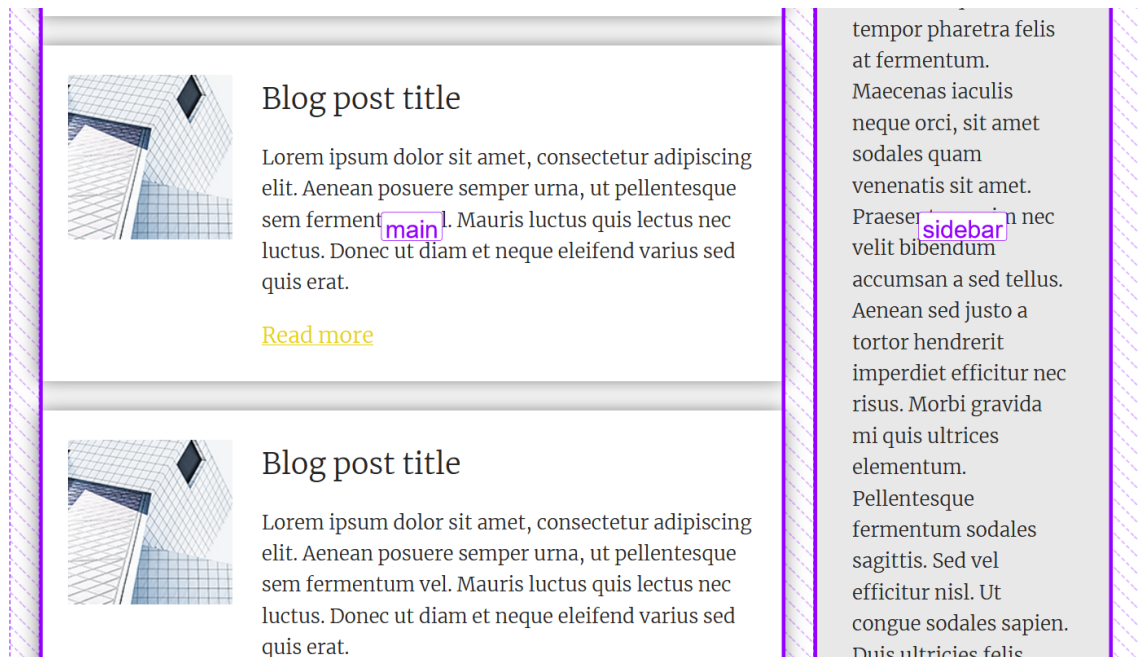 Blog post title
Lorem ipsum dolor sit amet, consectetur adipiscing
elit. Aenean posuere semper urna, ut pellentesque
sem ferment l. Mauris luctus quis lectus nec
luctus. Donec ut diam et neque eleifend varius sed
quis erat.
Read more
main
Blog post title
Lorem ipsum dolor sit amet, consectetur adipiscing
elit. Aenean posuere semper urna, ut pellentesque
sem fermentum vel. Mauris luctus quis lectus nec
luctus. Donec ut diam et neque eleifend varius sed
quis erat.
tempor pharetra felis
at fermentum.
Maecenas iaculis
neque orci, sit amet
sodales quam
venenatis sit amet.
nec
velit bibendum
accumsan a sed tellus.
Aenean sed justo a
tortor hendrerit
imperdiet efficitur nec
risus. Morbi gravida
mi quis ultrices
elementum.
Pellentesque
fermentum sodales
sagittis. Sed vel
efficitur nisl. Ut
congue sodales sapien.
Duis ultricies felis
sidebar